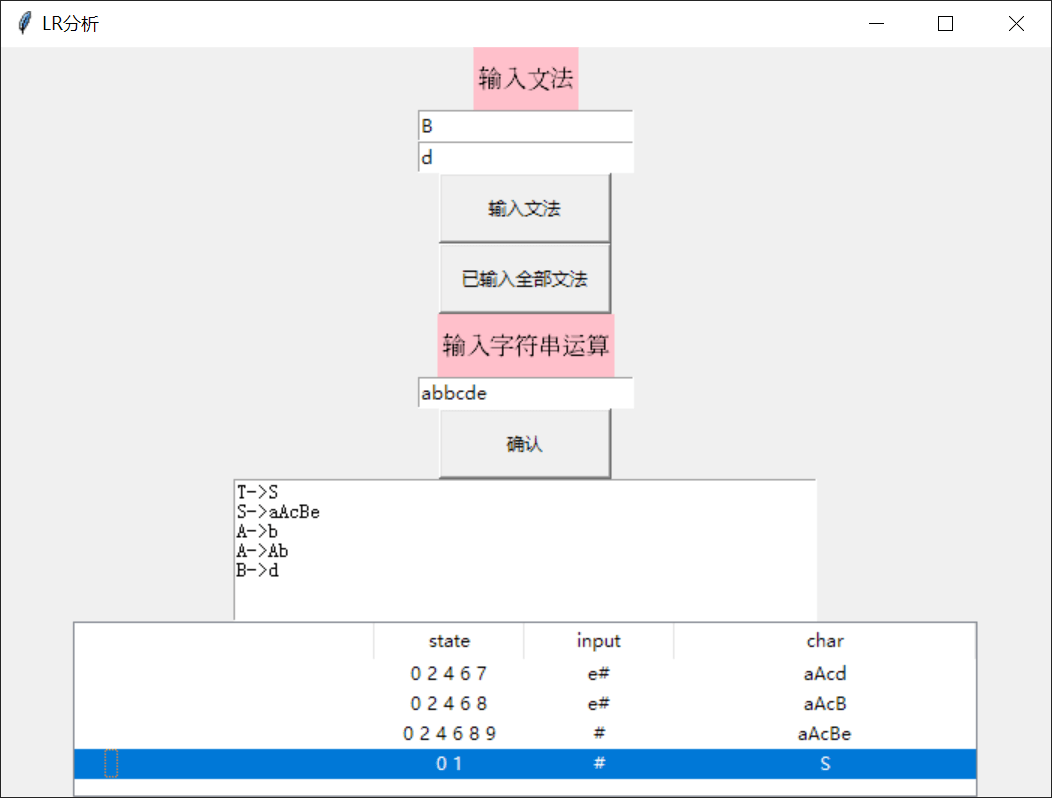 LR分析
输入文法
B
d
输入文法
已输入全部文法
输入字符串运算
abbcde
确认
T->S
S->aAcBe
A->b
A->Ab
B->d
state input char
0 2 4 6 7 e# aAcd
0 2 4 6 8 e# aAcB
0 2 4 6 8 9 # aAcBe
0 1 # S